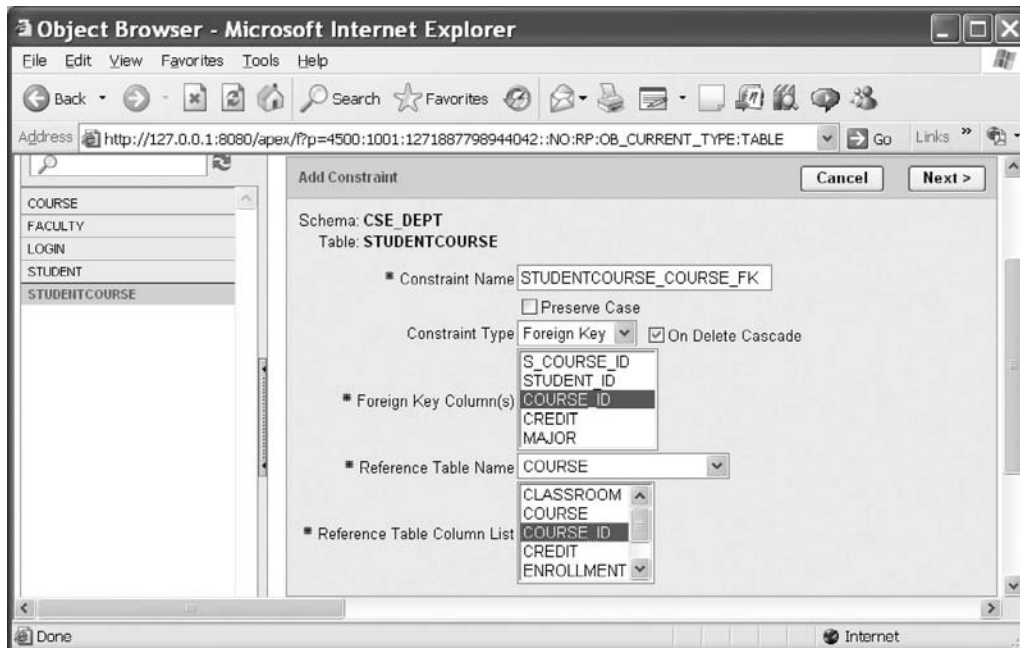 Object Browser - Microsoft Internet Explorer
File Edit View Favorites Tools Help
Back Search Favorites
Address http://127.0.0.1:8080/apex/f?p=4500:1001:1271887798944042::NO:RP:OB_CURRENT_TYPE:TABLE Go Links »
Add Constraint Cancel Next >
COURSE
FACULTY
LOGIN
STUDENT
STUDENTCOURSE
Schema: CSE_DEPT
Table: STUDENTCOURSE
* Constraint Name STUDENTCOURSE_COURSE_FK
Preserve Case
Constraint Type Foreign Key On Delete Cascade
* Foreign Key Column(s)
S_COURSE_ID
STUDENT_ID
COURSE_ID
CREDIT
MAJOR
* Reference Table Name COURSE
* Reference Table Column List
CLASSROOM
COURSE
COURSE_ID
CREDIT
ENROLLMENT
Done Internet